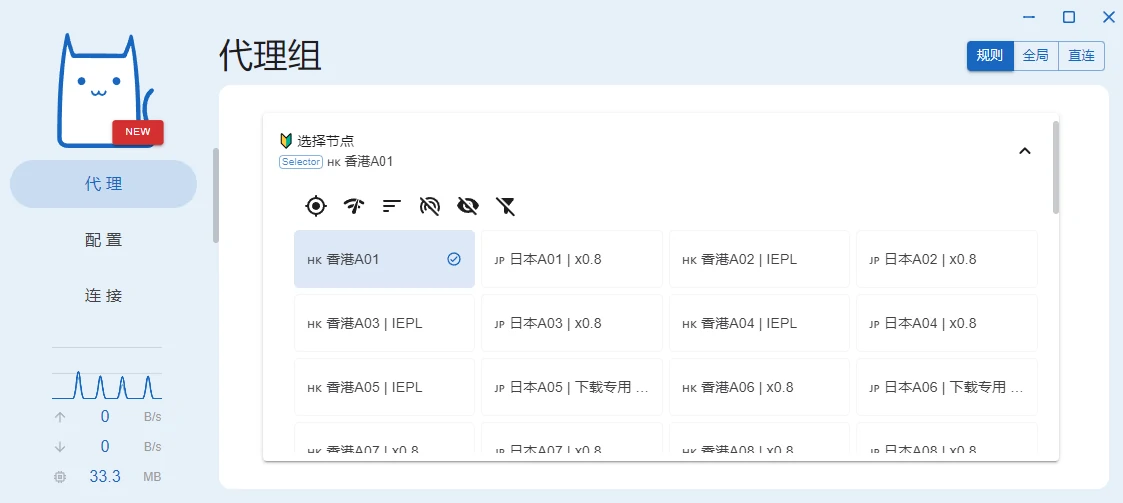 代理组
规则 全局 直连
NEW
代理
配置
连接
0 B/s
0 B/s
33.3 MB
选择节点
Selector HK 香港A01
HK 香港A01
JP 日本A01 | x0.8
HK 香港A02 | IEPL
JP 日本A02 | x0.8
HK 香港A03 | IEPL
JP 日本A03 | x0.8
HK 香港A04 | IEPL
JP 日本A04 | x0.8
HK 香港A05 | IEPL
JP 日本A05 | 下载专用 ...
HK 香港A06 | x0.8
JP 日本A06 | 下载专用 ...
HK 香港A07 | x0.8
JP 日本A07 | x0.8
HK 香港A08 | x0.8
JP 日本A08 | x0.8